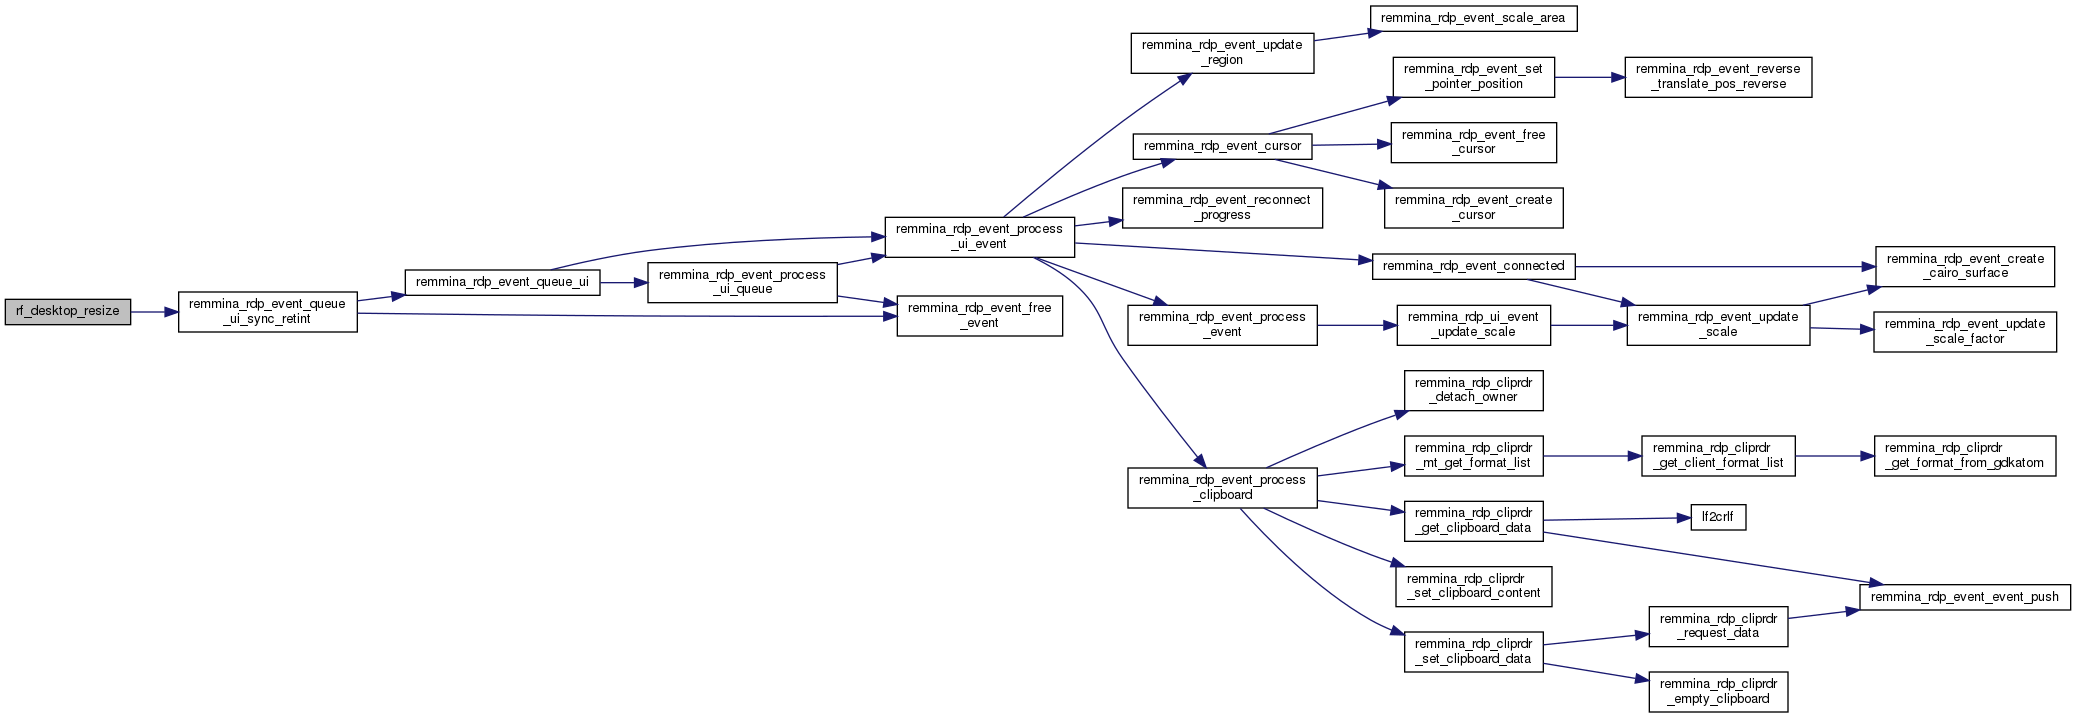 rf_desktop_resize
remmina_rdp_event_queue
_ui_sync_retint
remmina_rdp_event_queue_ui
remmina_rdp_event_process
_ui_queue
remmina_rdp_event_process
_ui_event
remmina_rdp_event_free
_event
remmina_rdp_event_update
_region
remmina_rdp_event_scale_area
remmina_rdp_event_cursor
remmina_rdp_event_set
_pointer_position
remmina_rdp_event_reverse
_translate_pos_reverse
remmina_rdp_event_free
_cursor
remmina_rdp_event_create
_cursor
remmina_rdp_event_reconnect
_progress
remmina_rdp_event_connected
remmina_rdp_event_create
_cairo_surface
remmina_rdp_event_process
_event
remmina_rdp_ui_event
_update_scale
remmina_rdp_event_update
_scale
remmina_rdp_event_update
_scale_factor
remmina_rdp_event_process
_clipboard
remmina_rdp_cliprdr
_detach_owner
remmina_rdp_cliprdr
_mt_get_format_list
remmina_rdp_cliprdr
_get_client_format_list
remmina_rdp_cliprdr
_get_format_from_gdkatom
remmina_rdp_cliprdr
_get_clipboard_data
lf2crlf
remmina_rdp_event_event_push
remmina_rdp_cliprdr
_set_clipboard_content
remmina_rdp_cliprdr
_set_clipboard_data
remmina_rdp_cliprdr
_request_data
remmina_rdp_cliprdr
_empty_clipboard